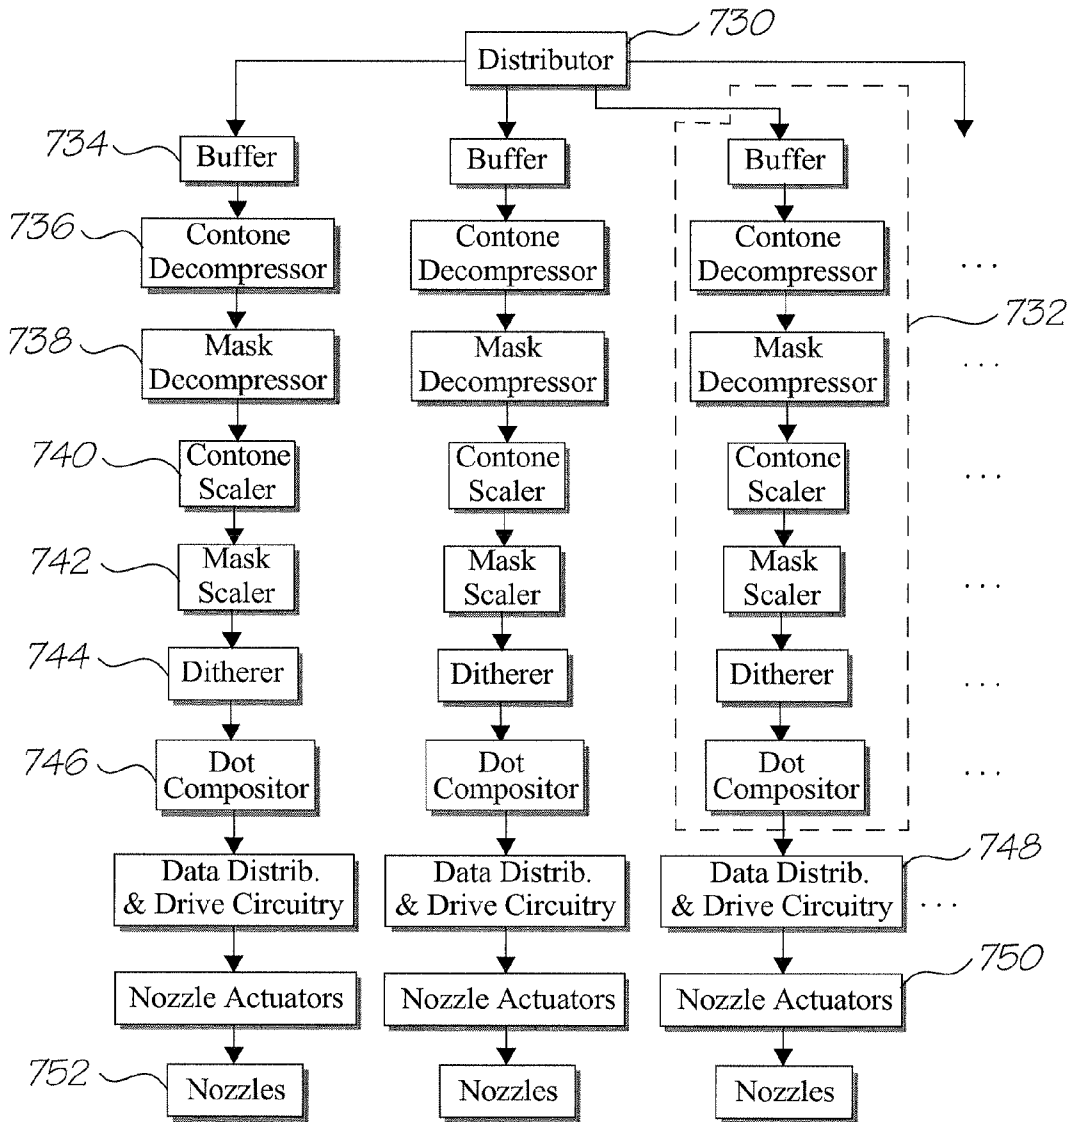 730
Distributor
734
Buffer
Buffer
Buffer
736
Contone
Decompressor
Contone
Decompressor
Contone
Decompressor
...
732
738
Mask
Decompressor
Mask
Decompressor
Mask
Decompressor
...
740
Contone
Scaler
Contone
Scaler
Contone
Scaler
...
742
Mask
Scaler
Mask
Scaler
Mask
Scaler
...
744
Ditherer
Ditherer
Ditherer
...
746
Dot
Compositor
Dot
Compositor
Dot
Compositor
...
748
Data Distrib.
& Drive Circuitry
Data Distrib.
& Drive Circuitry
Data Distrib.
& Drive Circuitry
...
750
Nozzle Actuators
Nozzle Actuators
Nozzle Actuators
752
Nozzles
Nozzles
Nozzles